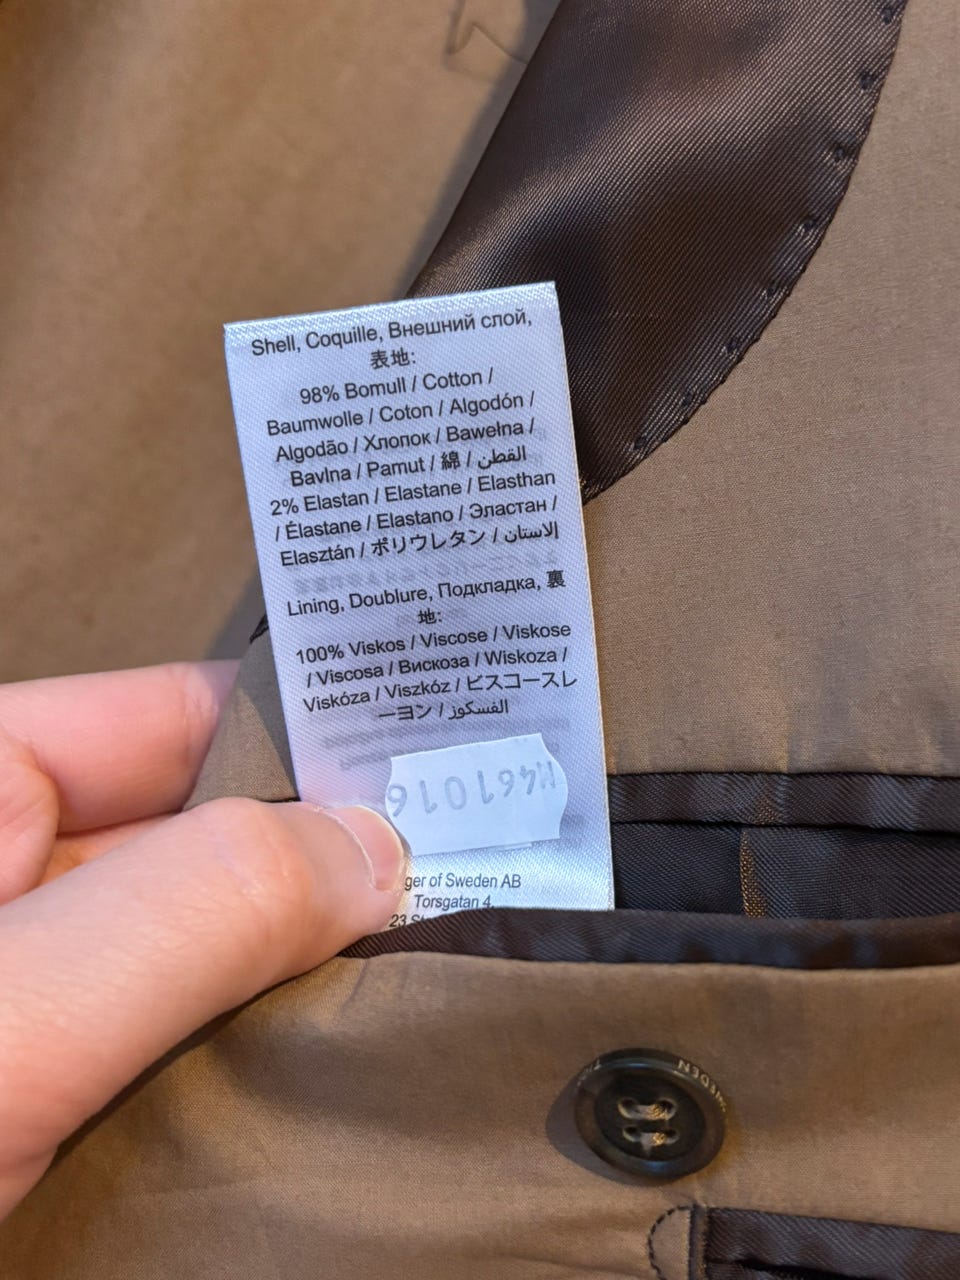 Shell, Coquille, Внешний слой,
表地:
98% Bomull / Cotton /
Baumwolle / Coton / Algodón /
Algodão / Хлопок / Bawełna /
Bavlna / Pamut / 綿 / القطن
2% Elastan / Elastane / Elasthan
/ Élastane / Elastano / Эластан /
Elasztán / ポリウレタン / الاستان
Lining, Doublure, Подкладка, 裏
地:
100% Viskos / Viscose / Viskose
/ Viscosa / Вискоза / Wiskoza /
Viskóza / Viszkóz / ビスコースレ
ーヨン / الفسكوز
M461016
ger of Sweden AB
Torsgatan 4,
23
SWEDEN